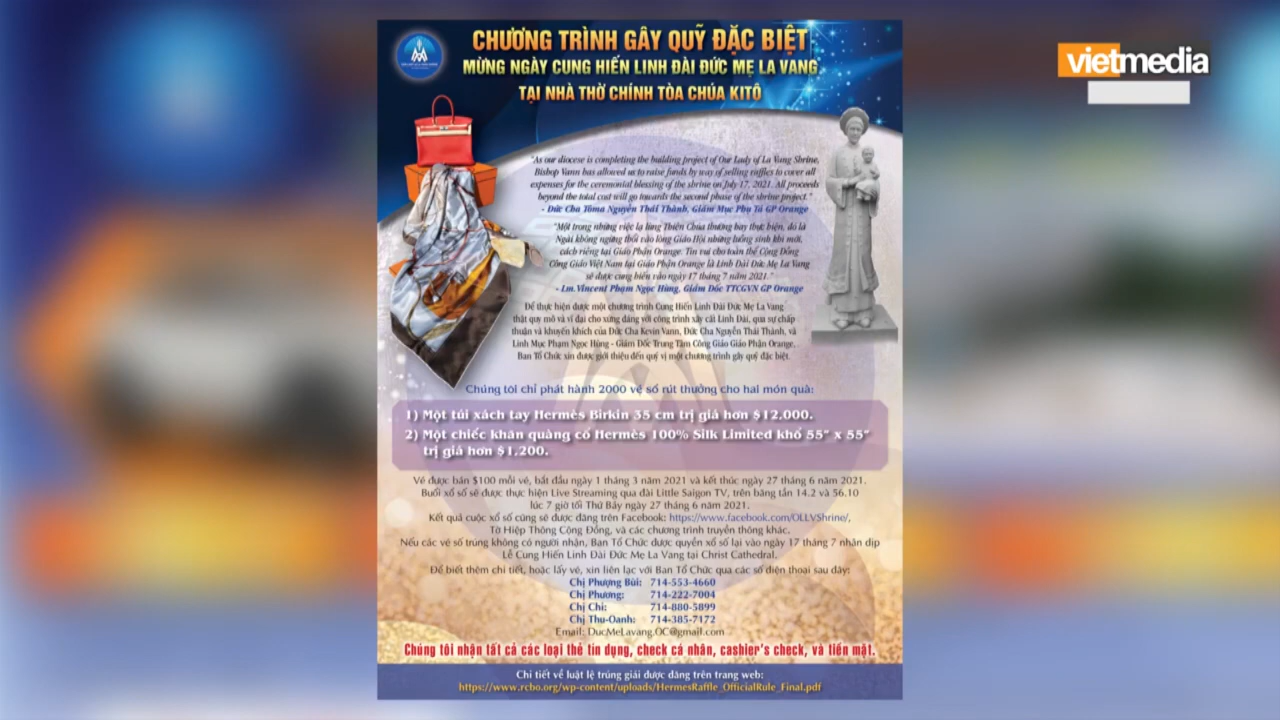 vietmedia
CHƯƠNG TRÌNH GÂY QUỸ ĐẶC BIỆT
MỪNG NGÀY CUNG HIẾN LINH ĐÀI ĐỨC MẸ LA VANG
TẠI NHÀ THỜ CHÍNH TÒA CHÚA KITÔ
"As our diocese is completing the building project of Our Lady of La Vang Shrine,
Bishop Vann has allowed us to raise funds by way of selling raffles to cover all
expenses for the ceremonial blessing of the shrine on July 17, 2021. All proceeds
beyond the total cost will go towards the second phase of the shrine project."
- Đức Cha Tôma Nguyễn Thái Thành, Giám Mục Phụ Tá GP Orange
"Một trong những việc lạ lùng Thiên Chúa thường hay thực hiện, đó là
Ngài không ngừng thổi vào lòng Giáo Hội những luồng sinh khí mới,
cách riêng tại Giáo Phận Orange. Tin vui cho toàn thể Cộng Đồng
Công Giáo Việt Nam tại Giáo Phận Orange là Linh Đài Đức Mẹ La Vang
sẽ được cung hiến vào ngày 17 tháng 7 năm 2021."
- Lm.Vincent Phạm Ngọc Hùng, Giám Đốc TTCGVN GP Orange
Để thực hiện được một chương trình Cung Hiến Linh Đài Đức Mẹ La Vang
thật quy mô và vĩ đại cho xứng đáng với công trình xây cất Linh Đài, qua sự chấp
thuận và khuyến khích của Đức Cha Kevin Vann, Đức Cha Nguyễn Thái Thành, và
Linh Mục Phạm Ngọc Hùng - Giám Đốc Trung Tâm Công Giáo Giáo Phận Orange,
Ban Tổ Chức xin được giới thiệu đến quý vị một chương trình gây quỹ đặc biệt.
Chúng tôi chỉ phát hành 2000 vé số rút thưởng cho hai món quà:
1) Một túi xách tay Hermès Birkin 35 cm trị giá hơn $12,000.
2) Một chiếc khăn quàng cổ Hermès 100% Silk Limited khổ 55" x 55"
trị giá hơn $1,200.
Vé được bán $100 mỗi vé, bắt đầu ngày 1 tháng 3 năm 2021 và kết thúc ngày 27 tháng 6 năm 2021.
Buổi xổ số sẽ được thực hiện Live Streaming qua đài Little Saigon TV, trên băng tần 14.2 và 56.10
lúc 7 giờ tối Thứ Bảy ngày 27 tháng 6 năm 2021.
Kết quả cuộc xổ số cũng sẽ được đăng trên Facebook: https://www.facebook.com/OLLVShrine/,
Tờ Hiệp Thông Cộng Đồng, và các chương trình truyền thông khác.
Nếu các vé số trúng không có người nhận, Ban Tổ Chức được quyền xổ số lại vào ngày 17 tháng 7 nhân dịp
Lễ Cung Hiến Linh Đài Đức Mẹ La Vang tại Christ Cathedral.
Để biết thêm chi tiết, hoặc lấy vé, xin liên lạc với Ban Tổ Chức qua các số điện thoại sau đây:
Chị Phượng Bùi: 714-553-4660
Chị Phương: 714-222-7004
Chị Chi: 714-880-5899
Chị Thu-Oanh: 714-385-7172
Email: DucMeLavang.OC@gmail.com
Chúng tôi nhận tất cả các loại thẻ tín dụng, check cá nhân, cashier's check, và tiền mặt.
Chi tiết về luật lệ trúng giải được đăng trên trang web:
https://www.rcbo.org/wp-content/uploads/HermesRaffle_OfficialRule_Final.pdf